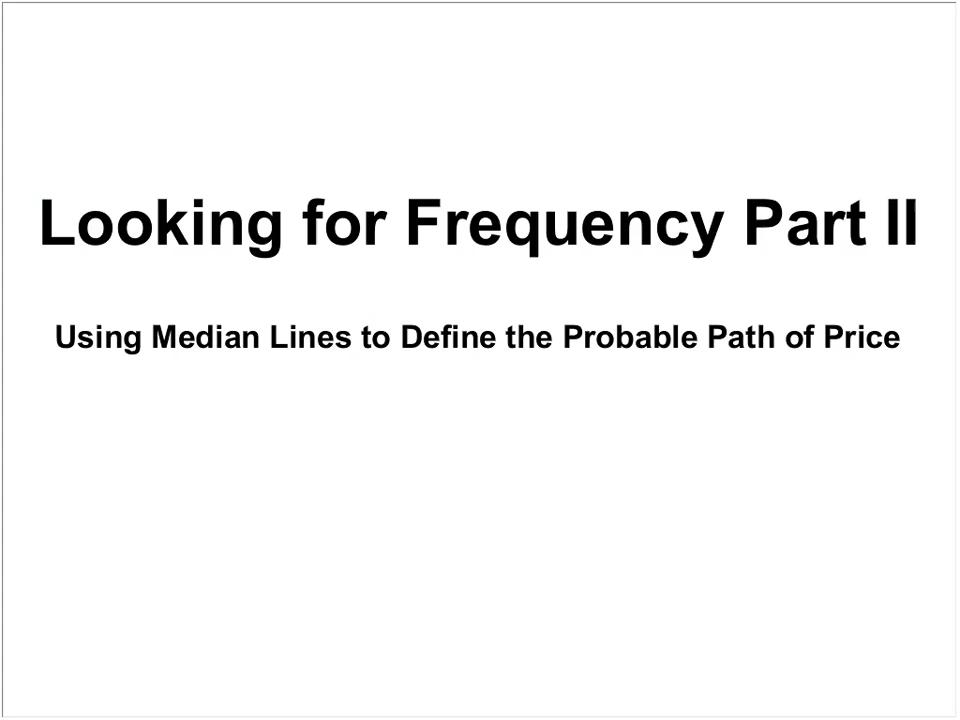 Looking for Frequency Part II
Using Median Lines to Define the Probable Path of Price